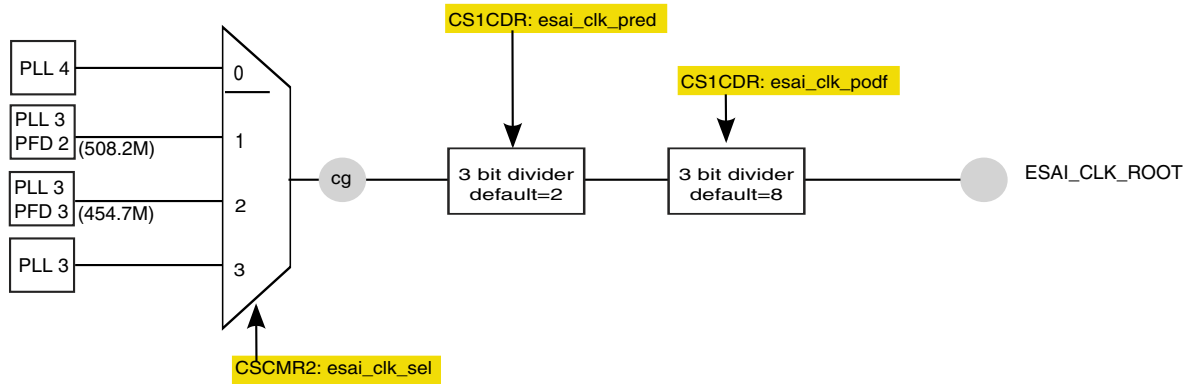 CS1CDR: esai_clk_pred
PLL 4
0
CS1CDR: esai_clk_podf
PLL 3
PFD 2
(508.2M)
1
cg
3 bit divider
default=2
3 bit divider
default=8
ESAI_CLK_ROOT
PLL 3
PFD 3
(454.7M)
2
PLL 3
3
CSCMR2: esai_clk_sel